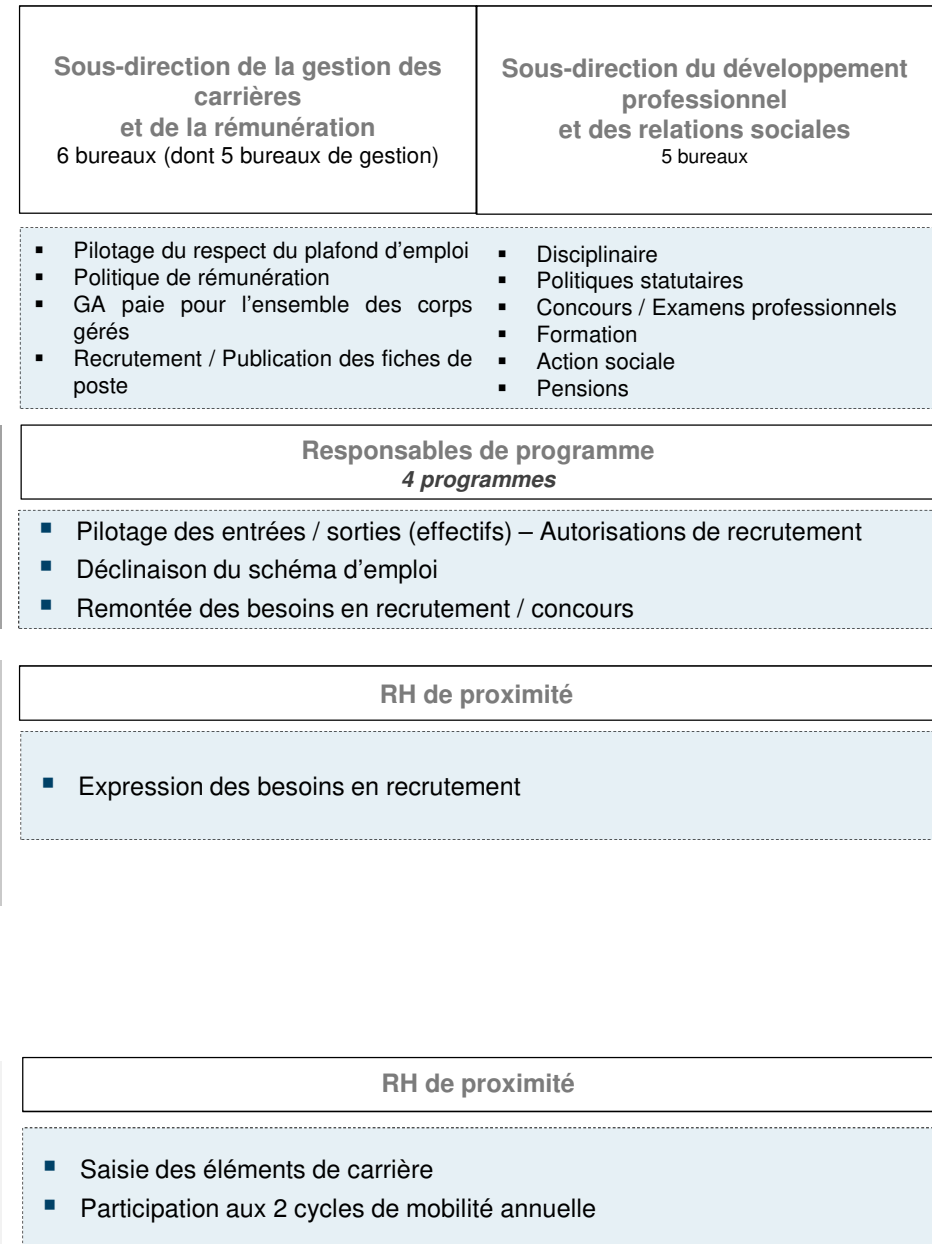 Sous-direction de la gestion des
carrières
et de la rémunération
6 bureaux (dont 5 bureaux de gestion)
Sous-direction du développement
professionnel
et des relations sociales
5 bureaux
▪ Pilotage du respect du plafond d'emploi
▪ Politique de rémunération
▪ GA paie pour l'ensemble des corps
gérés
▪ Recrutement / Publication des fiches de
poste
▪ Disciplinaire
▪ Politiques statutaires
▪ Concours / Examens professionnels
▪ Formation
▪ Action sociale
▪ Pensions
Responsables de programme
4 programmes
▪ Pilotage des entrées / sorties (effectifs) – Autorisations de recrutement
▪ Déclinaison du schéma d'emploi
▪ Remontée des besoins en recrutement / concours
RH de proximité
▪ Expression des besoins en recrutement
RH de proximité
▪ Saisie des éléments de carrière
▪ Participation aux 2 cycles de mobilité annuelle